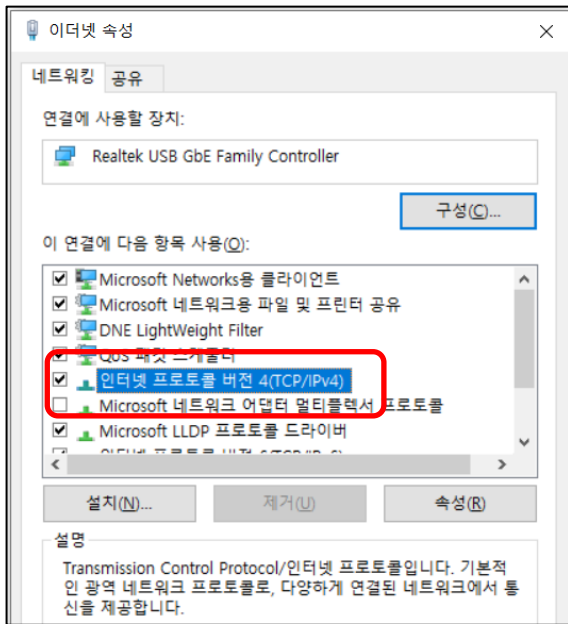 이더넷 속성
네트워킹 공유
연결에 사용할 장치:
Realtek USB GbE Family Controller
구성(C)...
이 연결에 다음 항목 사용(O):
Microsoft Networks용 클라이언트
Microsoft 네트워크용 파일 및 프린터 공유
DNE LightWeight Filter
QoS 패킷 스케줄러
인터넷 프로토콜 버전 4(TCP/IPv4)
Microsoft 네트워크 어댑터 멀티플렉서 프로토콜
Microsoft LLDP 프로토콜 드라이버
설치(N)... 제거(U) 속성(R)
설명
Transmission Control Protocol/인터넷 프로토콜입니다. 기본적
인 광역 네트워크 프로토콜로, 다양하게 연결된 네트워크에서 통
신을 제공합니다.